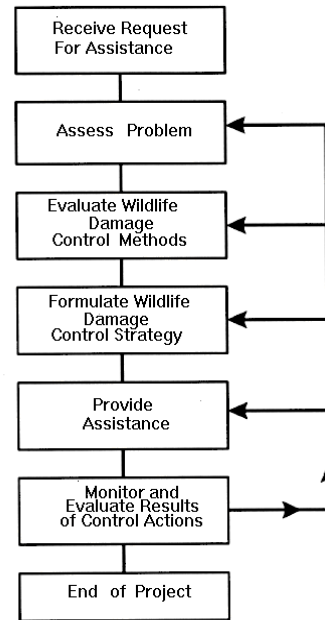 Receive Request
For Assistance
Assess Problem
Evaluate Wildlife
Damage
Control Methods
Formulate Wildlife
Damage
Control Strategy
Provide
Assistance
Monitor and
Evaluate Results
of Control Actions
End of Project